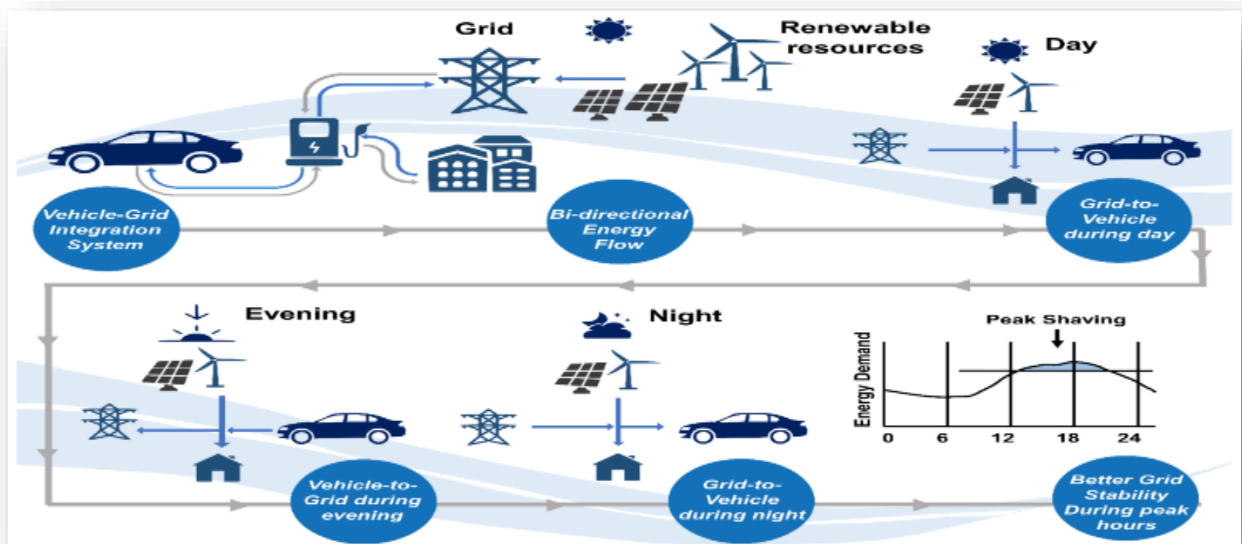 Grid
Renewable
resources
Day
Vehicle-Grid
Integration
System
Bi-directional
Energy
Flow
Grid-to-
Vehicle
during day
Evening
Night
Peak Shaving
Energy Demand
0 6 12 18 24
Vehicle-to-
Grid during
evening
Grid-to-
Vehicle
during night
Better Grid
Stability
During peak
hours